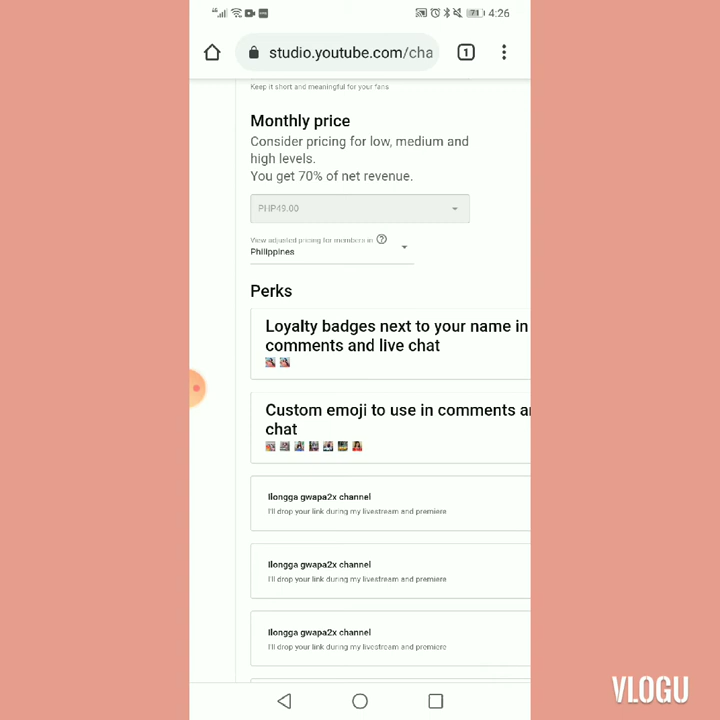 71 4:26
studio.youtube.com/cha
1
Keep it short and meaningful for your fans
Monthly price
Consider pricing for low, medium and
high levels.
You get 70% of net revenue.
PHP49.00
View adjusted pricing for members in
Philippines
Perks
Loyalty badges next to your name in
comments and live chat
Custom emoji to use in comments a
chat
Ilongga gwapa2x channel
I'll drop your link during my livestream and premiere
Ilongga gwapa2x channel
I'll drop your link during my livestream and premiere
Ilongga gwapa2x channel
I'll drop your link during my livestream and premiere
VLOGU